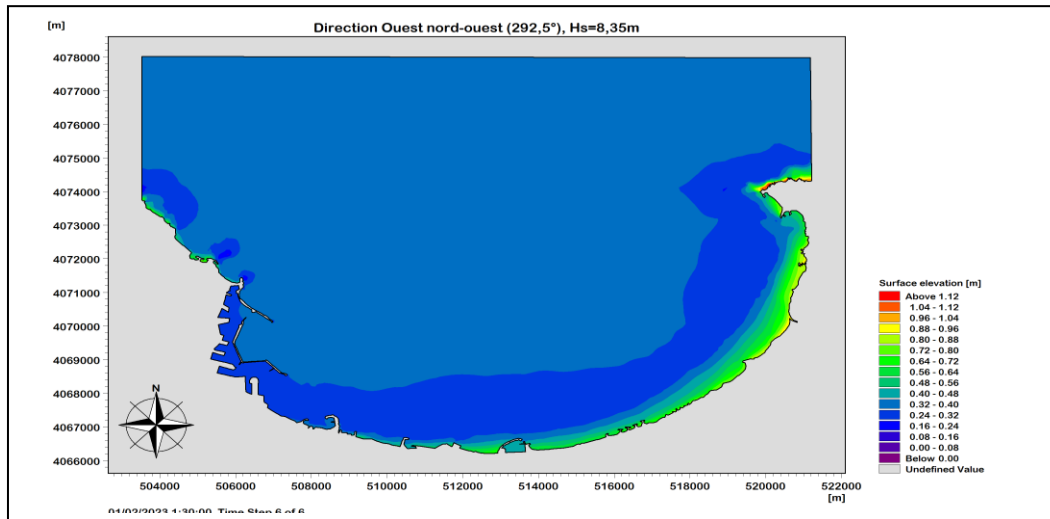 Direction Ouest nord-ouest (292,5°), Hs=8,35m
[m]
4078000
4077000
4076000
4075000
4074000
4073000
4072000
4071000
4070000
4069000
4068000
4067000
4066000
N
504000 506000 508000 510000 512000 514000 516000 518000 520000 522000
[m]
01/02/2023 1:30:00 Time Step 6 of 6
Surface elevation [m]
Above 1.12
1.04 - 1.12
0.96 - 1.04
0.88 - 0.96
0.80 - 0.88
0.72 - 0.80
0.64 - 0.72
0.56 - 0.64
0.48 - 0.56
0.40 - 0.48
0.32 - 0.40
0.24 - 0.32
0.16 - 0.24
0.08 - 0.16
0.00 - 0.08
Below 0.00
Undefined Value